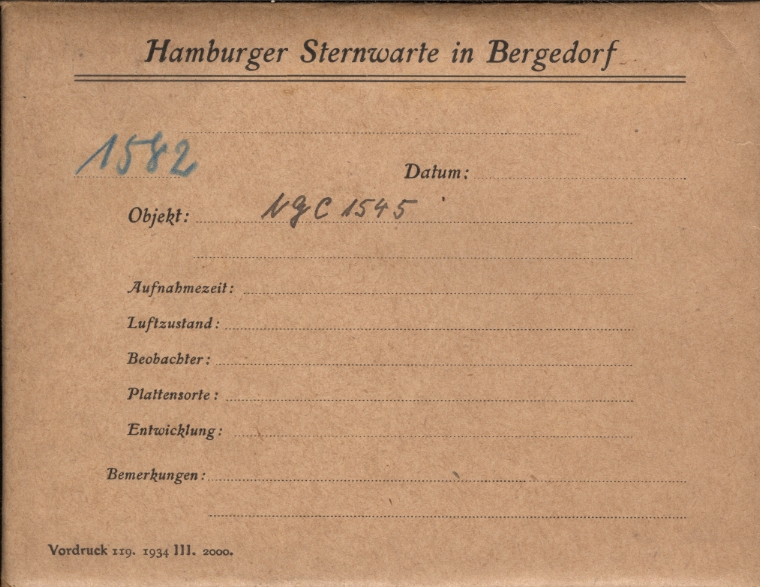 Hamburger Sternwarte in Bergedorf
1582
Datum:
Objekt: NGC 1545
Aufnahmezeit:
Luftzustand:
Beobachter:
Plattensorte:
Entwicklung:
Bemerkungen:
Vordruck 119. 1934 III. 2000.